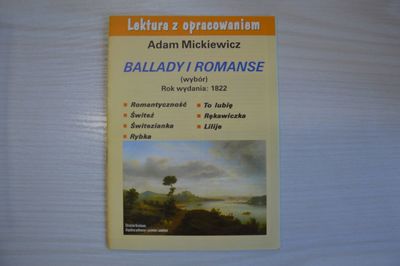 Lektura z opracowaniem
Adam Mickiewicz
BALLADY I ROMANSE
(wybór)
Rok wydania: 1822
Romantyczność
Świteź
Świtezianka
Rybka
To lubię
Rękawiczka
Lilije